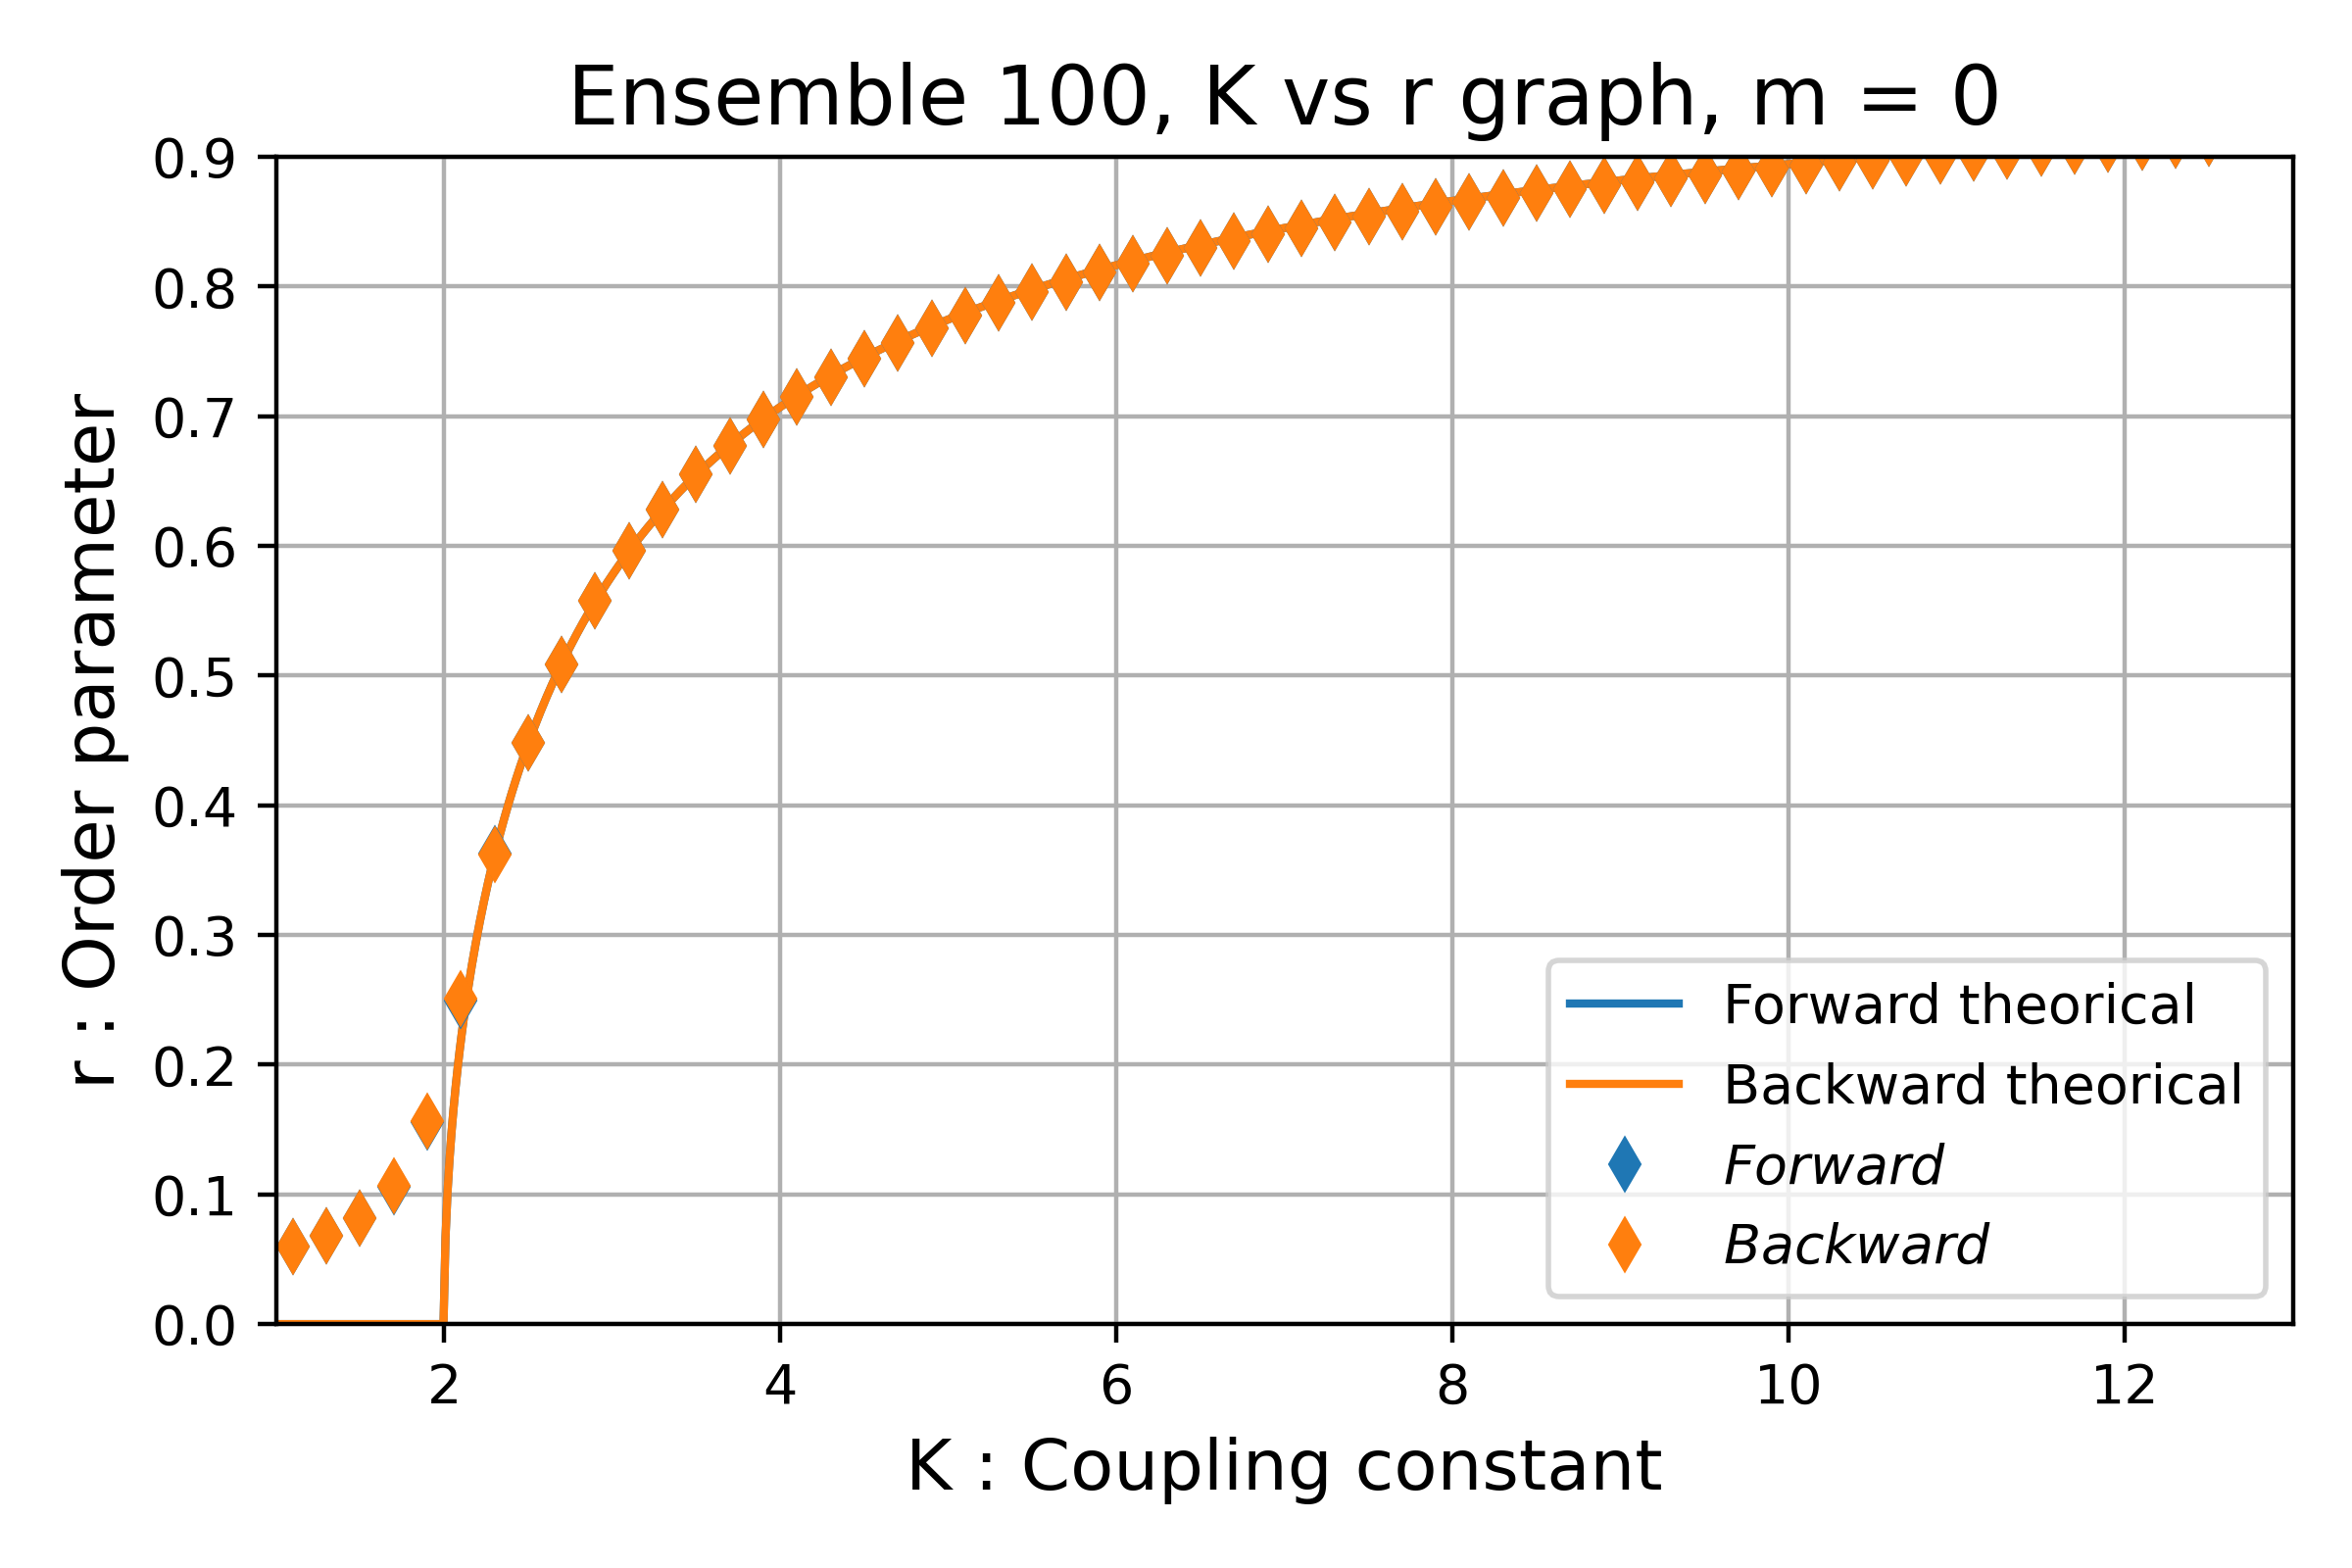 Ensemble 100, K vs r graph, m = 0
0.9
0.8
0.7
0.6
0.5
0.4
0.3
0.2
0.1
0.0
r : Order parameter
Forward theorical
Backward theorical
Forward
Backward
2 4 6 8 10 12
K : Coupling constant